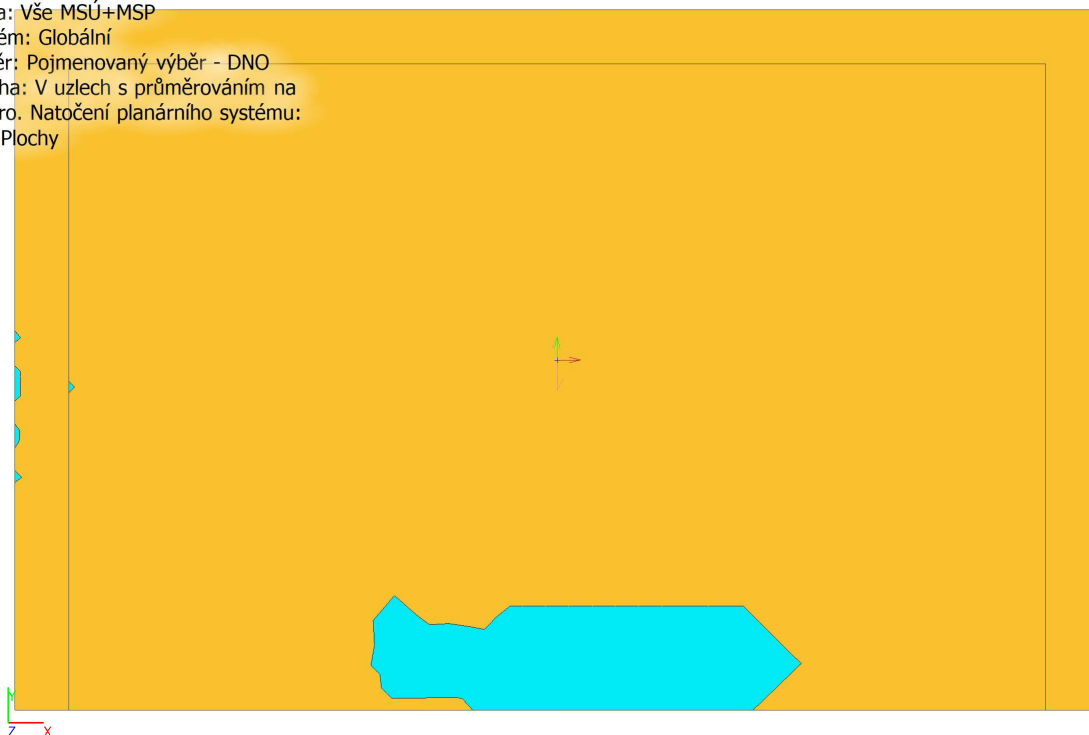 a: Vše MSÚ+MSP
ém: Globální
ěr: Pojmenovaný výběr - DNO
ha: V uzlech s průměrováním na
ro. Natočení planárního systému:
Plochy
Y
Z X